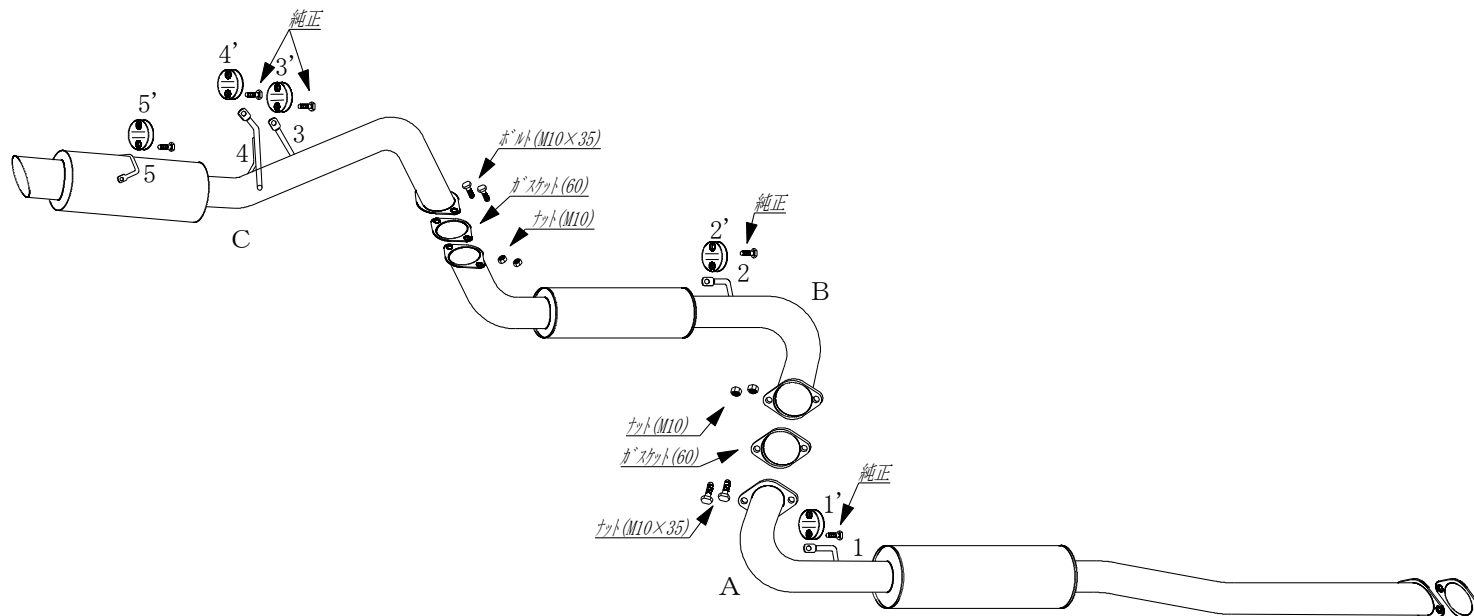 純正
4'
3'
5'
3
ボルト(M10×35)
4
5
ガスケット(60)
純正
ナット(M10)
2'
C
2
B
ナット(M10)
ガスケット(60)
純正
1'
ナット(M10×35)
1
A